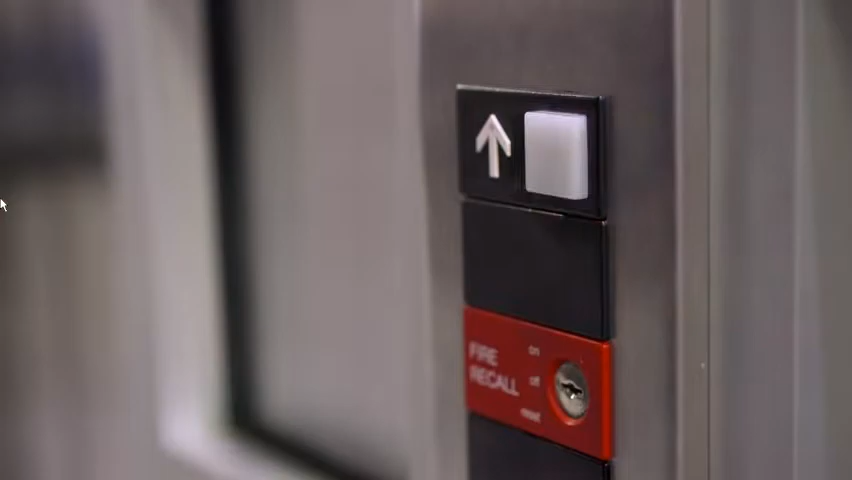 FIRE
RECALL
on
off
reset